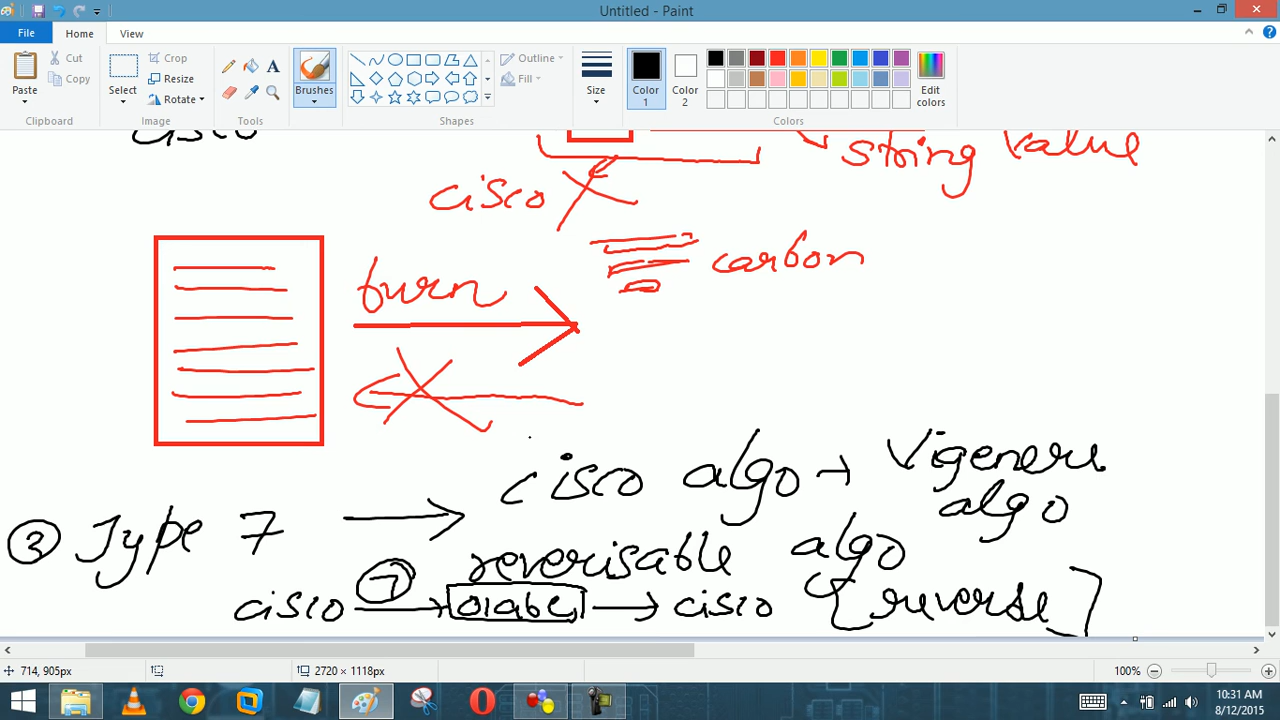 Untitled - Paint
File Home View
Paste Cut Copy Clipboard
Select Crop Resize Rotate Image
Tools
Brushes
Outline Fill Shapes
Size
Color 1 Color 2 Edit colors Colors
cisco
string value
cisco
carbon
burn
cisco algo → Vigenere
algo
③ Type 7
reverisable algo
cisco ⑦ cisco [reverse]
714, 905px
2720 × 1118px
100%
10:31 AM
8/12/2015